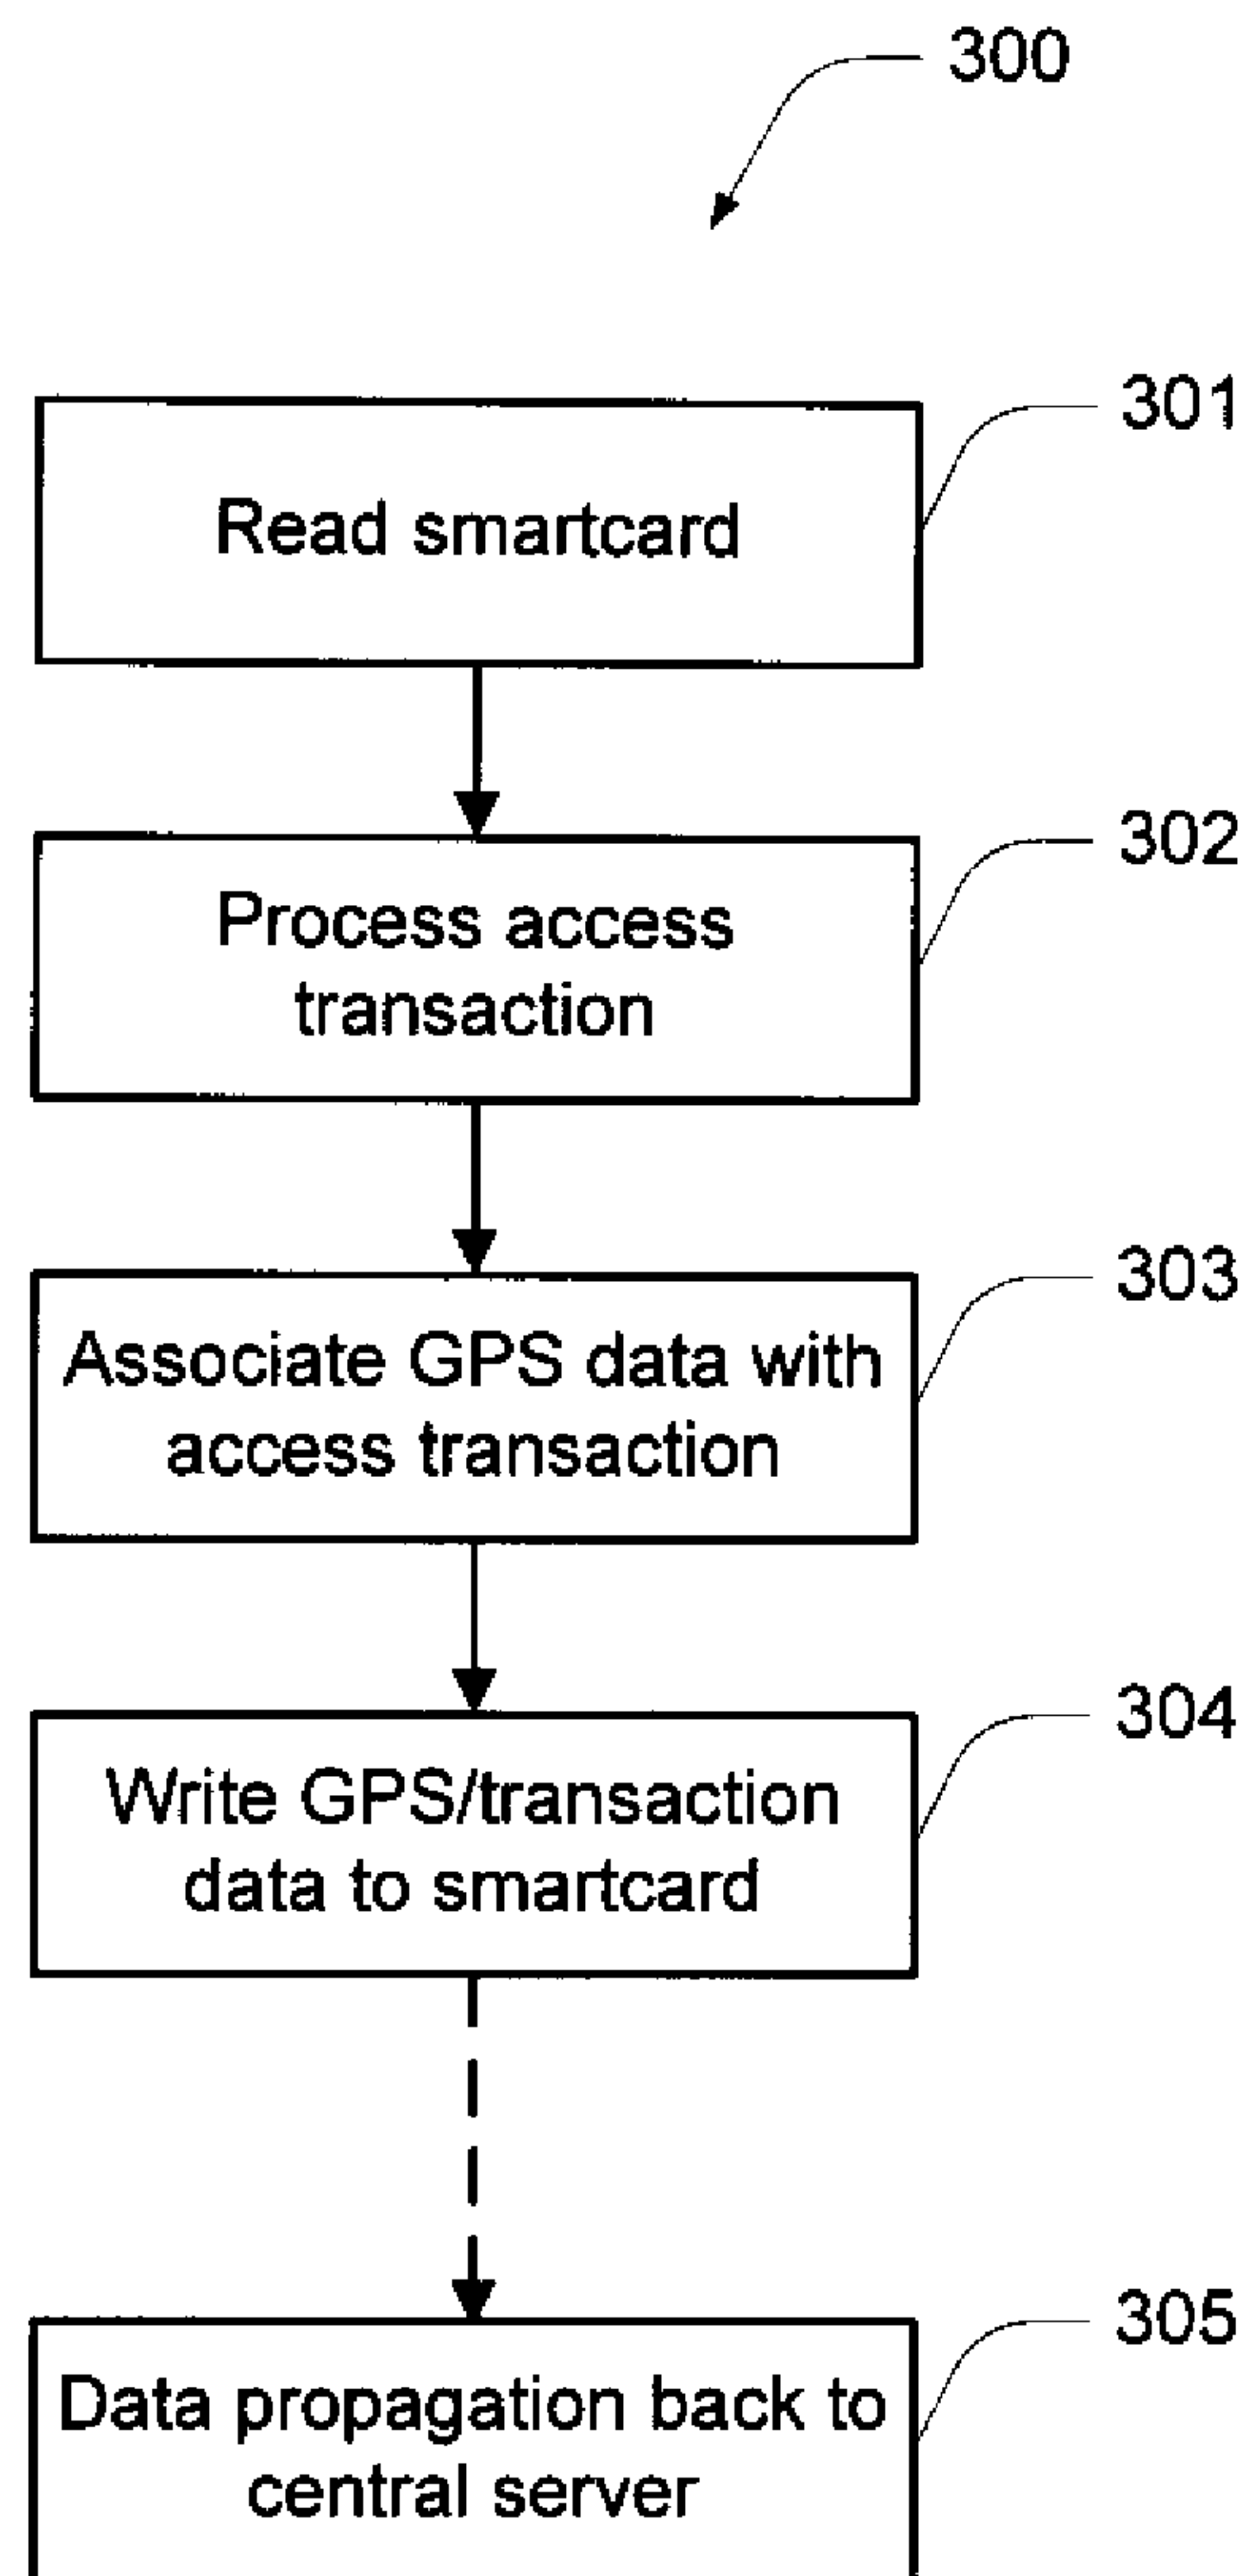 300
301
Read smartcard
302
Process access
transaction
303
Associate GPS data with
access transaction
304
Write GPS/transaction
data to smartcard
305
Data propagation back to
central server